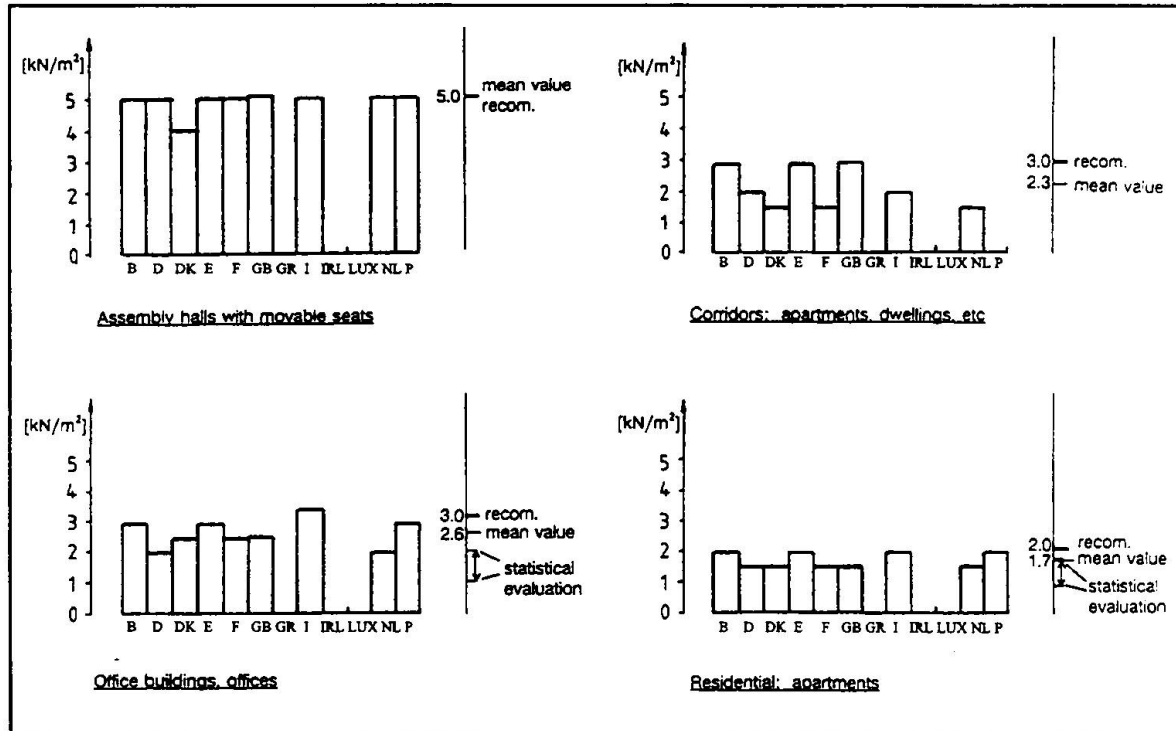 [kN/m²]
5
4
3
2
1
0
B D DK E F GB GR I IRL LUX NL P
5.0 mean value
recom.
Assembly halls with movable seats
[kN/m²]
5
4
3
2
1
0
B D DK E F GB GR I IRL LUX NL P
3.0 recom.
2.3 mean value
Corridors: apartments, dwellings, etc
[kN/m²]
5
4
3
2
1
0
B D DK E F GB GR I IRL LUX NL P
3.0 recom.
2.6 mean value
statistical
evaluation
Office buildings, offices
[kN/m²]
5
4
3
2
1
0
B D DK E F GB GR I IRL LUX NL P
2.0 recom.
1.7 mean value
statistical
evaluation
Residential: apartments